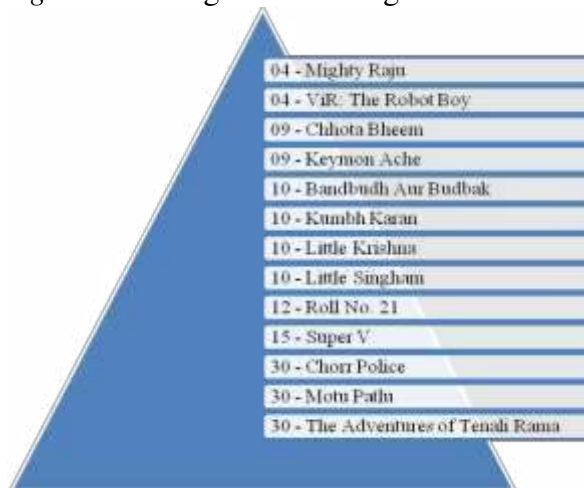 04 - Mighty Raju
04 - ViR: The Robot Boy
09 - Chhota Bheem
09 - Keymon Ache
10 - Bandbudh Aur Budbak
10 - Kumbh Karan
10 - Little Krishna
10 - Little Singham
12 - Roll No. 21
15 - Super V
30 - Chorr Police
30 - Motu Patlu
30 - The Adventures of Tenali Rama